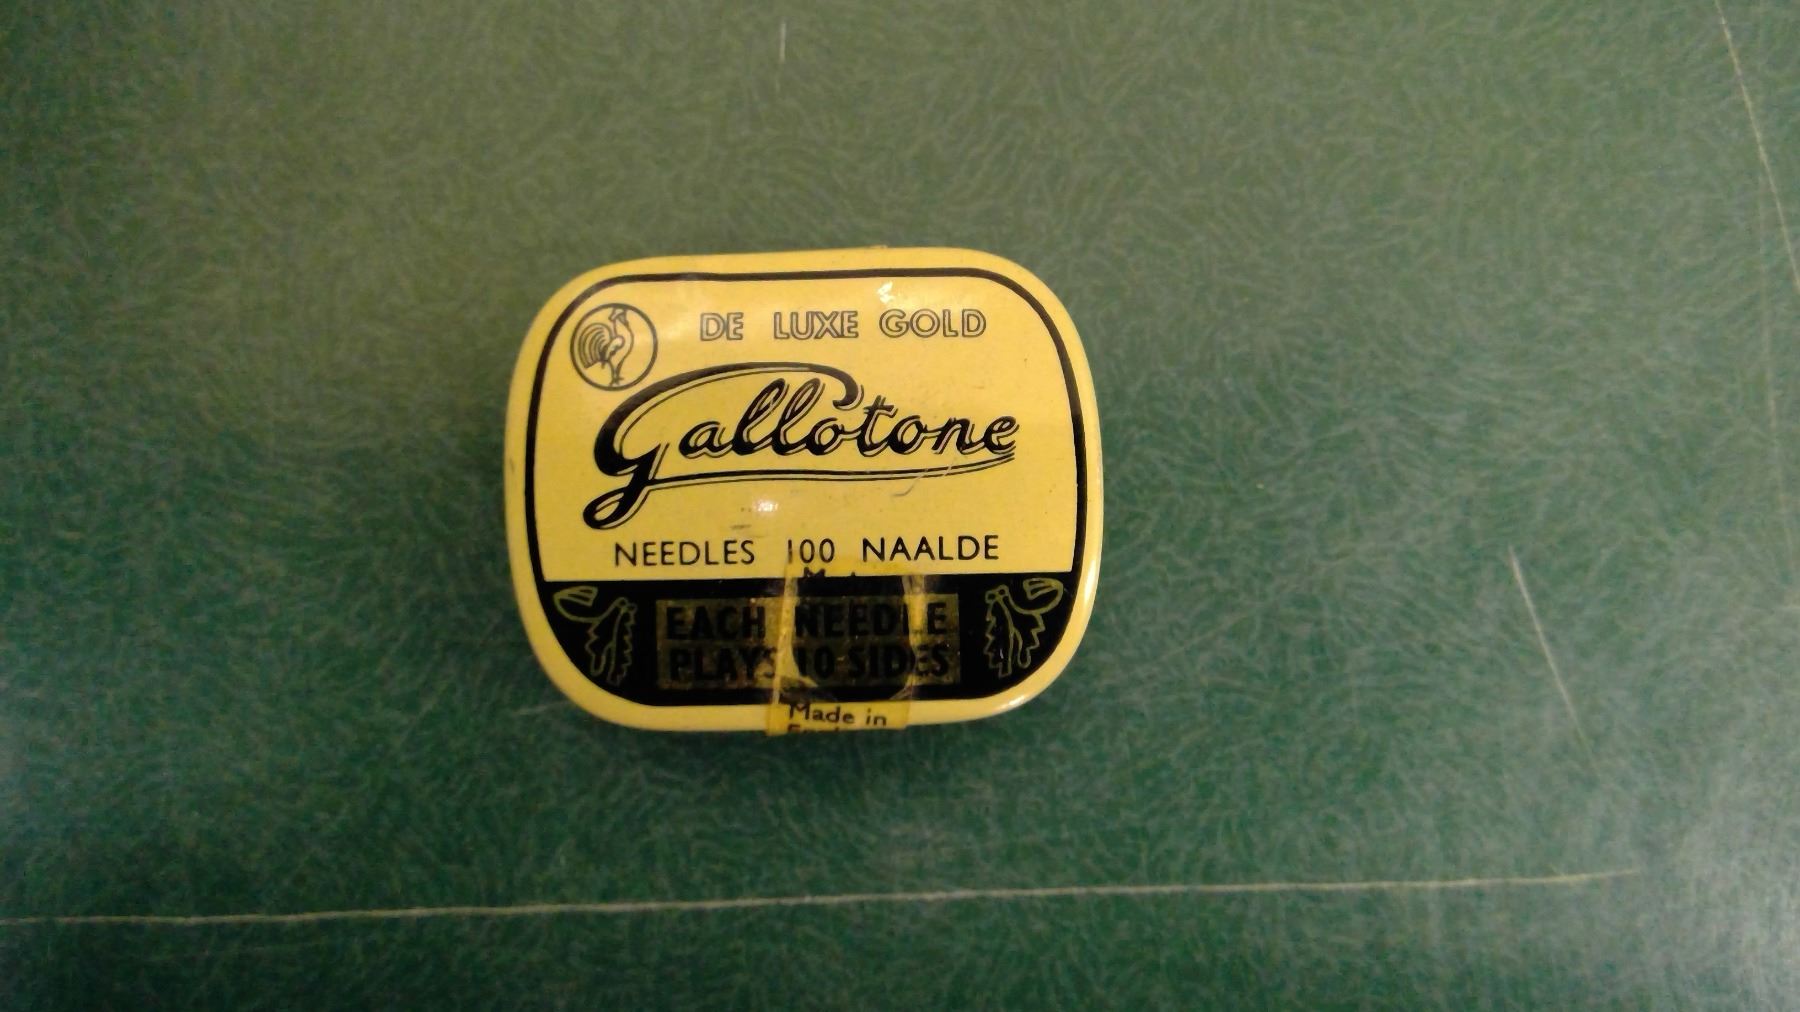 DE LUXE GOLD
Gallotone
NEEDLES 100 NAALDE
EACH NEEDLE
PLAYS 10 SIDES
Made in